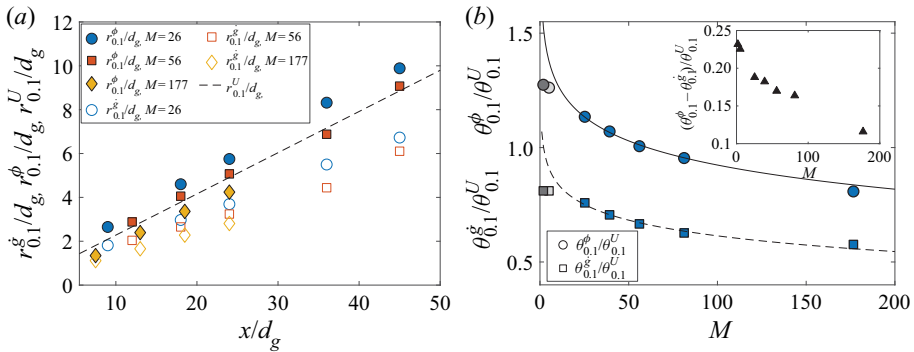 (a)
12
10
8
6
4
2
0
r^ġ_0.1/d_g, r^ϕ_0.1/d_g, r^U_0.1/d_g
r^ϕ_0.1/d_g, M=26
r^ϕ_0.1/d_g, M=56
r^ϕ_0.1/d_g, M=177
r^ġ_0.1/d_g, M=26
r^ġ_0.1/d_g, M=56
r^ġ_0.1/d_g, M=177
r^U_0.1/d_g,
10 20 30 40 50
x/d_g
(b)
1.5
1.0
0.5
θ^ġ_0.1/θ^U_0.1 θ^ϕ_0.1/θ^U_0.1
θ^ϕ_0.1/θ^U_0.1
θ^ġ_0.1/θ^U_0.1
0 50 100 150 200
M
0.25
0.20
0.15
0.1
(θ^ϕ_0.1−θ^ġ_0.1)/θ^U_0.1
0 100 200
M